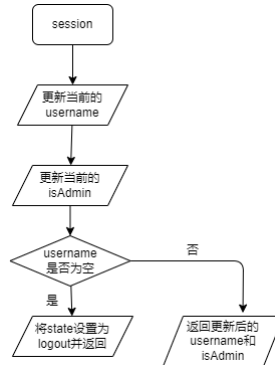 session
更新当前的
username
更新当前的
isAdmin
username
是否为空
否
是
将state设置为
logout并返回
返回更新后的
username和
isAdmin